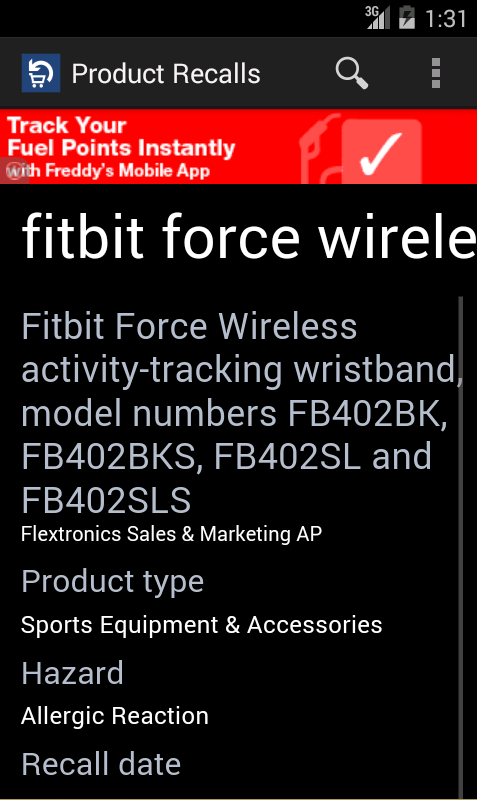 3G 1:31
Product Recalls
Track Your
Fuel Points Instantly
with Freddy's Mobile App
fitbit force wirele
Fitbit Force Wireless
activity-tracking wristband,
model numbers FB402BK,
FB402BKS, FB402SL and
FB402SLS
Flextronics Sales & Marketing AP
Product type
Sports Equipment & Accessories
Hazard
Allergic Reaction
Recall date